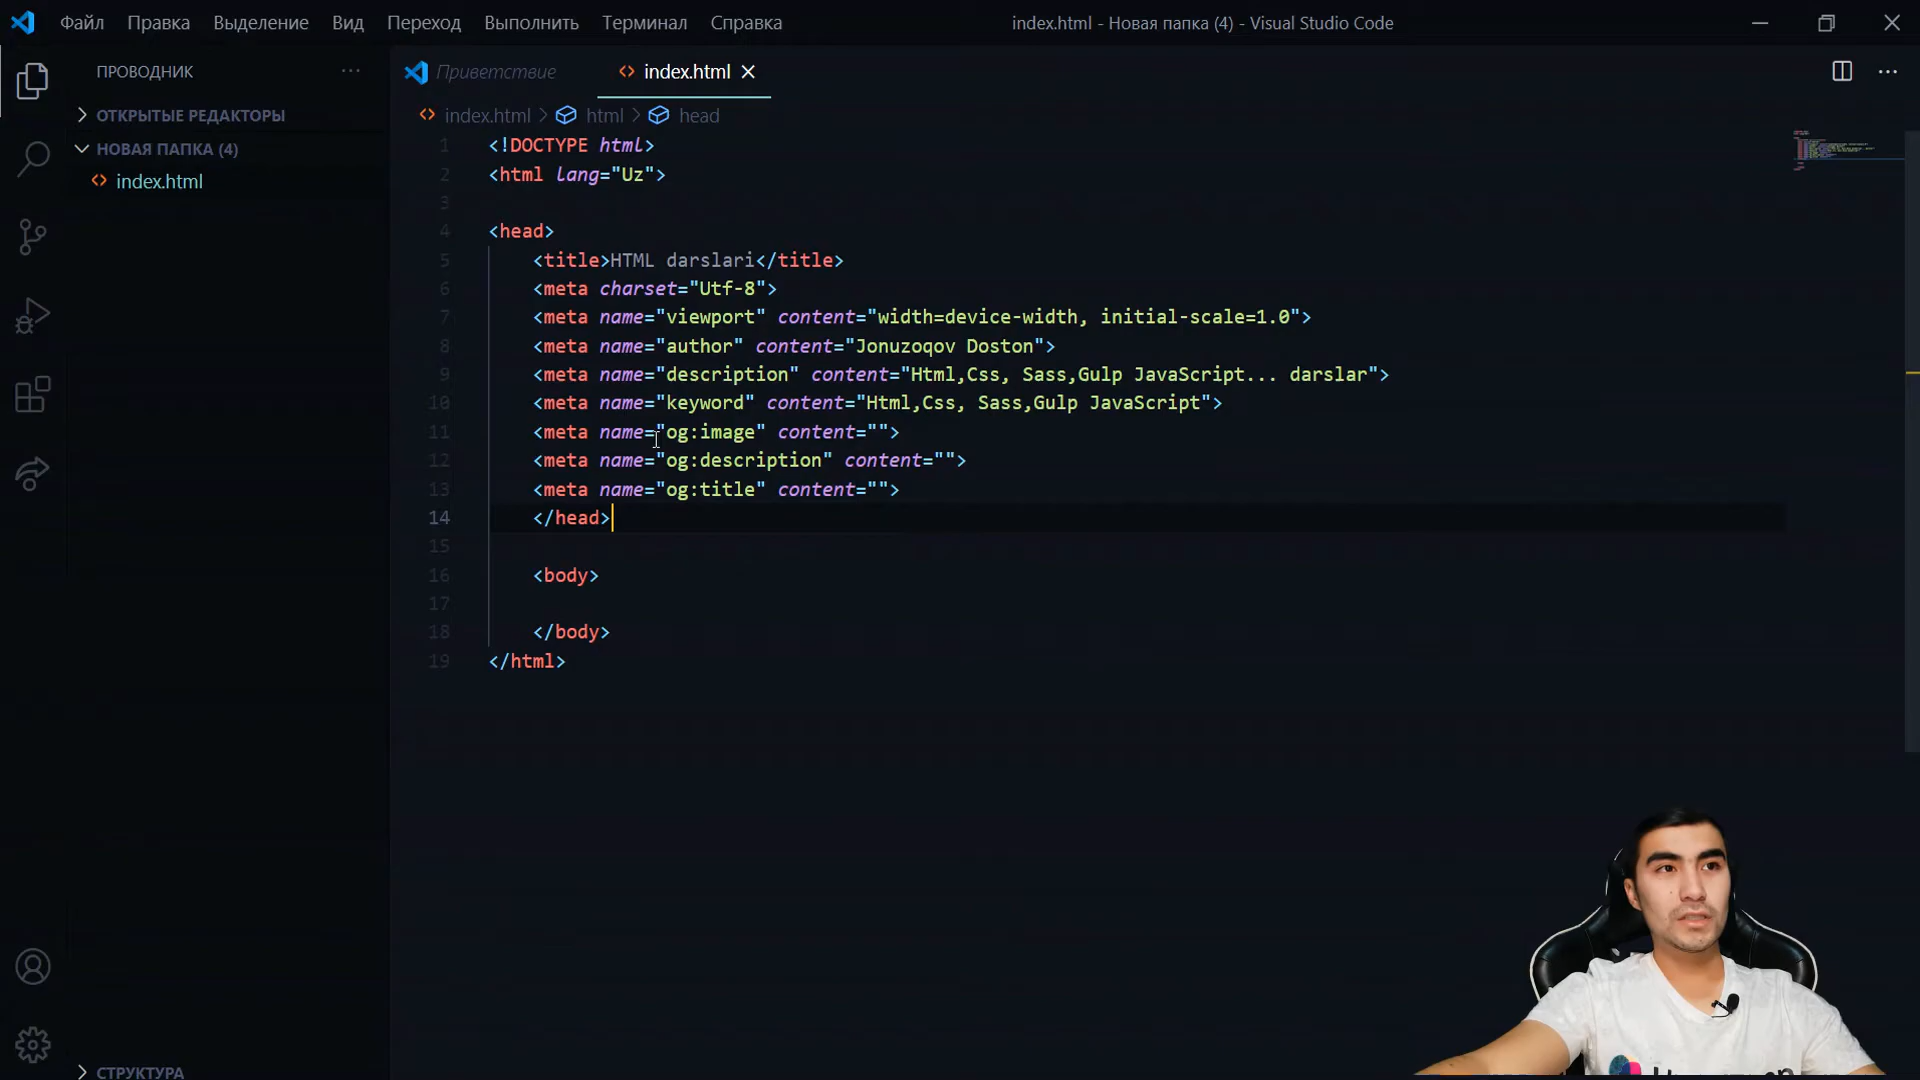 Файл Правка Выделение Вид Переход Выполнить Терминал Справка
index.html - Новая папка (4) - Visual Studio Code
ПРОВОДНИК
ОТКРЫТЫЕ РЕДАКТОРЫ
НОВАЯ ПАПКА (4)
index.html
СТРУКТУРА
Приветствие index.html
index.html > html > head
1 <!DOCTYPE html>
2 <html lang="Uz">
3
4 <head>
5 <title>HTML darslari</title>
6 <meta charset="Utf-8">
7 <meta name="viewport" content="width=device-width, initial-scale=1.0">
8 <meta name="author" content="Jonuzoqov Doston">
9 <meta name="description" content="Html,Css, Sass,Gulp JavaScript... darslar">
10 <meta name="keyword" content="Html,Css, Sass,Gulp JavaScript">
11 <meta name="og:image" content="">
12 <meta name="og:description" content="">
13 <meta name="og:title" content="">
14 </head>
15
16 <body>
17
18 </body>
19 </html>